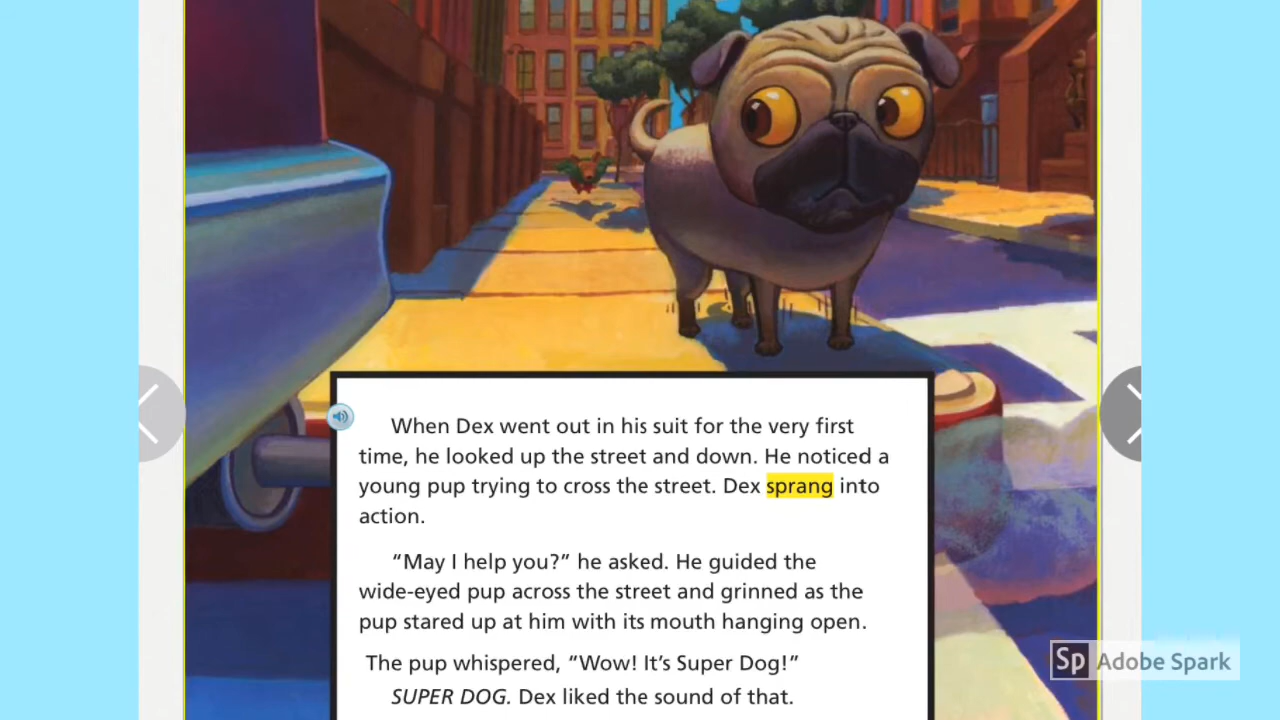 When Dex went out in his suit for the very first
time, he looked up the street and down. He noticed a
young pup trying to cross the street. Dex sprang into
action.
“May I help you?” he asked. He guided the
wide-eyed pup across the street and grinned as the
pup stared up at him with its mouth hanging open.
The pup whispered, “Wow! It’s Super Dog!”
SUPER DOG. Dex liked the sound of that.
Sp Adobe Spark